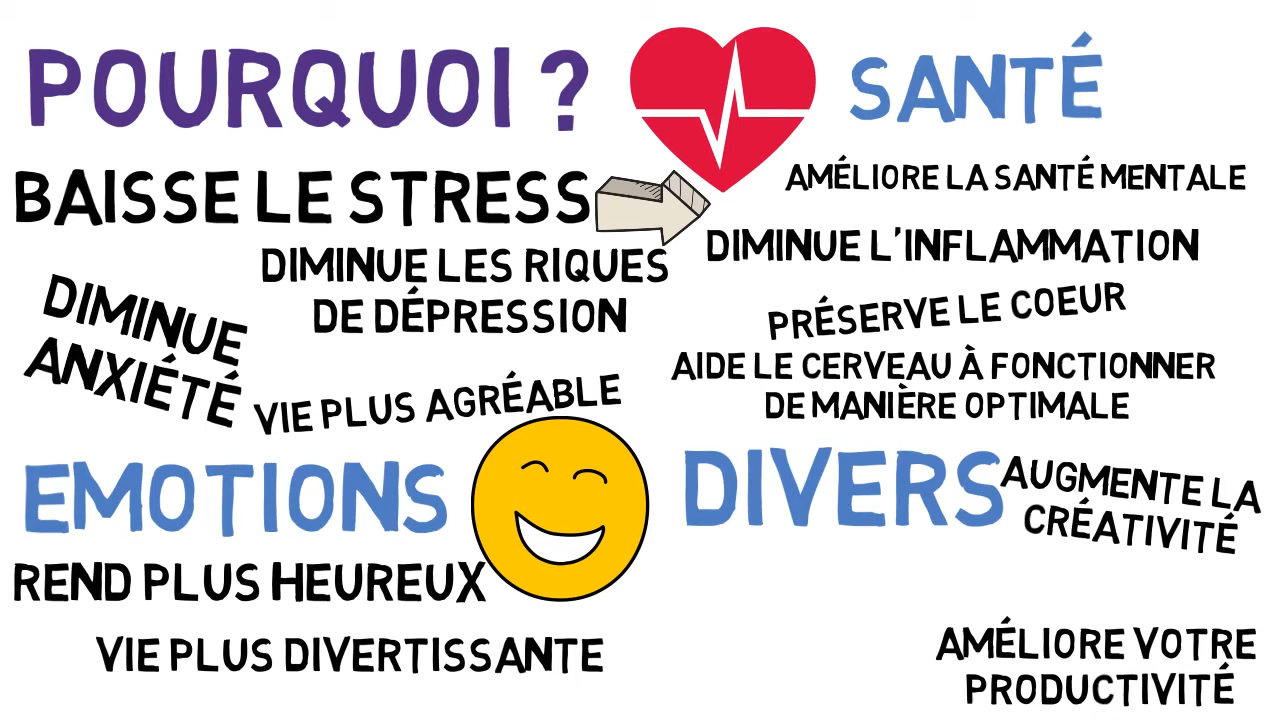 POURQUOI ?
SANTÉ
BAISSE LE STRESS
AMÉLIORE LA SANTÉ MENTALE
DIMINUE LES RIQUES
DE DÉPRESSION
DIMINUE L'INFLAMMATION
DIMINUE
ANXIÉTÉ
PRÉSERVE LE COEUR
AIDE LE CERVEAU À FONCTIONNER
DE MANIÈRE OPTIMALE
VIE PLUS AGRÉABLE
EMOTIONS
DIVERS
AUGMENTE LA
CRÉATIVITÉ
REND PLUS HEUREUX
VIE PLUS DIVERTISSANTE
AMÉLIORE VOTRE
PRODUCTIVITÉ